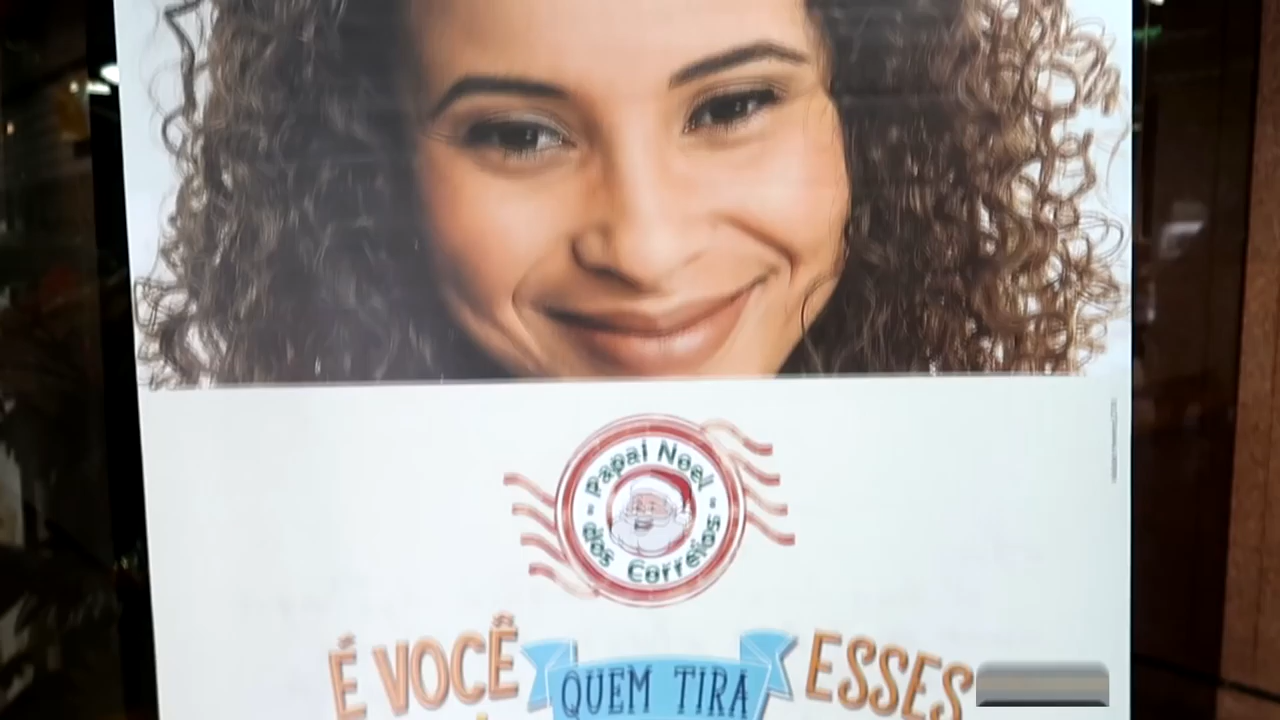 - Papai Noel -
dos Correios
É VOCÊ QUEM TIRA ESSES